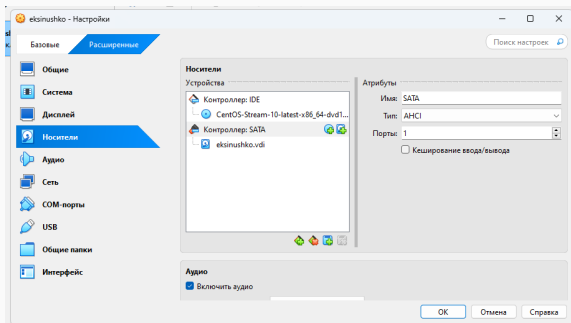 eksinushko - Настройки
Базовые
Расширенные
Поиск настроек
Общие
Система
Дисплей
Носители
Аудио
Сеть
COM-порты
USB
Общие папки
Интерфейс
Носители
Устройства
Контроллер: IDE
CentOS-Stream-10-latest-x86_64-dvd1...
Контроллер: SATA
eksinushko.vdi
Атрибуты
Имя: SATA
Тип: AHCI
Порты: 1
Кеширование ввода/вывода
Аудио
Включить аудио
ОК
Отмена
Справка